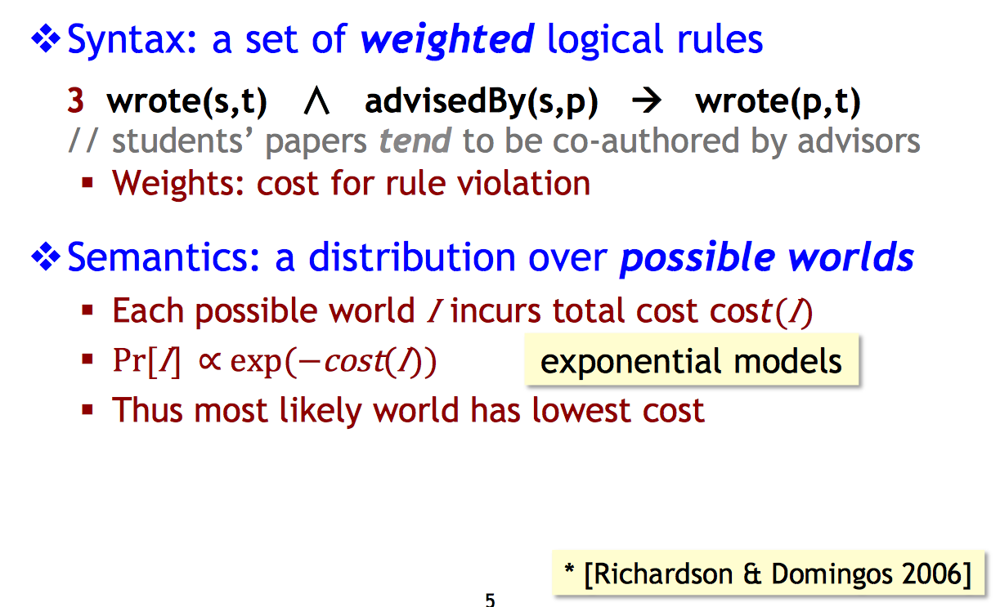 ❖Syntax: a set of weighted logical rules
3 wrote(s,t) ∧ advisedBy(s,p) → wrote(p,t)
// students’ papers tend to be co-authored by advisors
▪ Weights: cost for rule violation
❖Semantics: a distribution over possible worlds
▪ Each possible world I incurs total cost cost(I)
▪ Pr[I] ∝ exp(−cost(I))
exponential models
▪ Thus most likely world has lowest cost
* [Richardson & Domingos 2006]
5